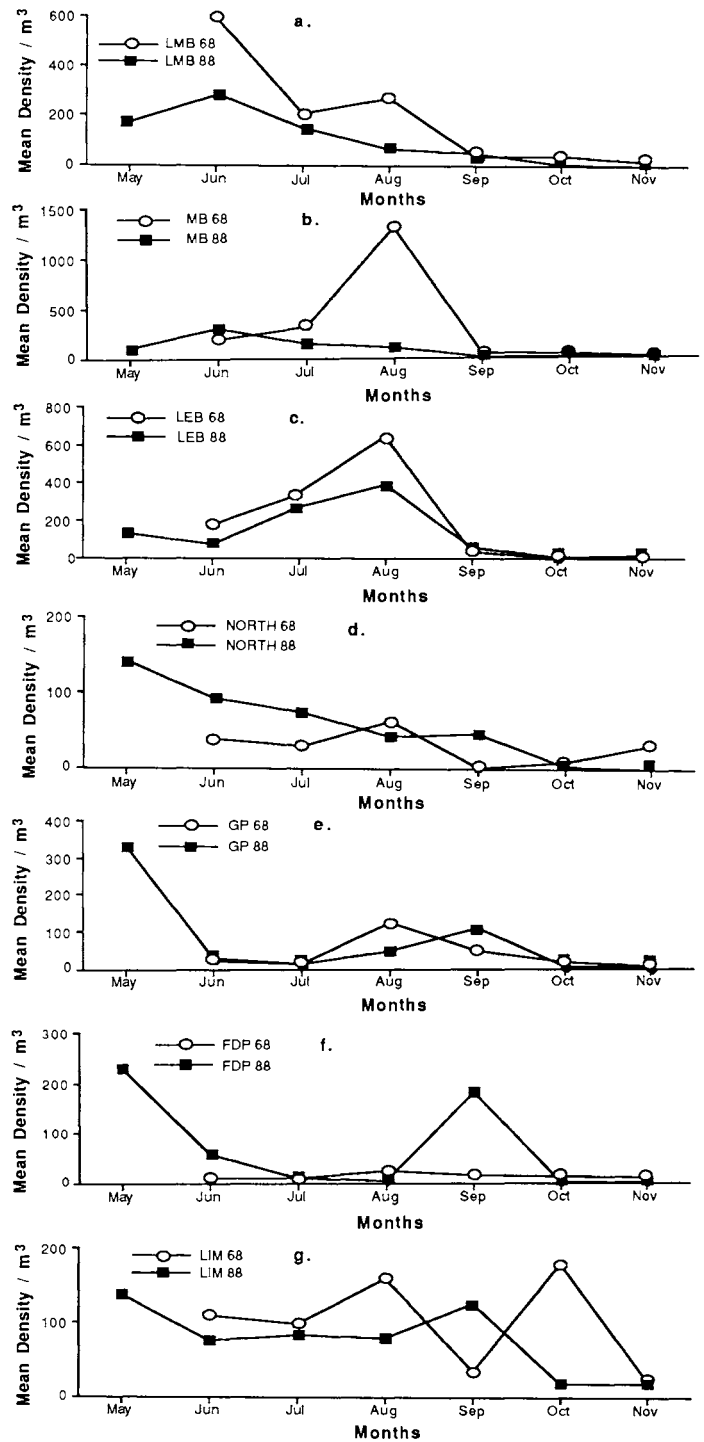 a.
Mean Density / m³
600
400
200
0
LMB 68
LMB 88
May Jun Jul Aug Sep Oct Nov
Months
b.
Mean Density / m³
1500
1000
500
0
MB 68
MB 88
May Jun Jul Aug Sep Oct Nov
Months
c.
Mean Density / m³
800
600
400
200
0
LEB 68
LEB 88
May Jun Jul Aug Sep Oct Nov
Months
d.
Mean Density / m³
200
100
0
NORTH 68
NORTH 88
May Jun Jul Aug Sep Oct Nov
Months
e.
Mean Density / m³
400
300
200
100
0
GP 68
GP 88
May Jun Jul Aug Sep Oct Nov
Months
f.
Mean Density / m³
300
200
100
0
FDP 68
FDP 88
May Jun Jul Aug Sep Oct Nov
Months
g.
Mean Density / m³
200
100
0
LIM 68
LIM 88
May Jun Jul Aug Sep Oct Nov
Months